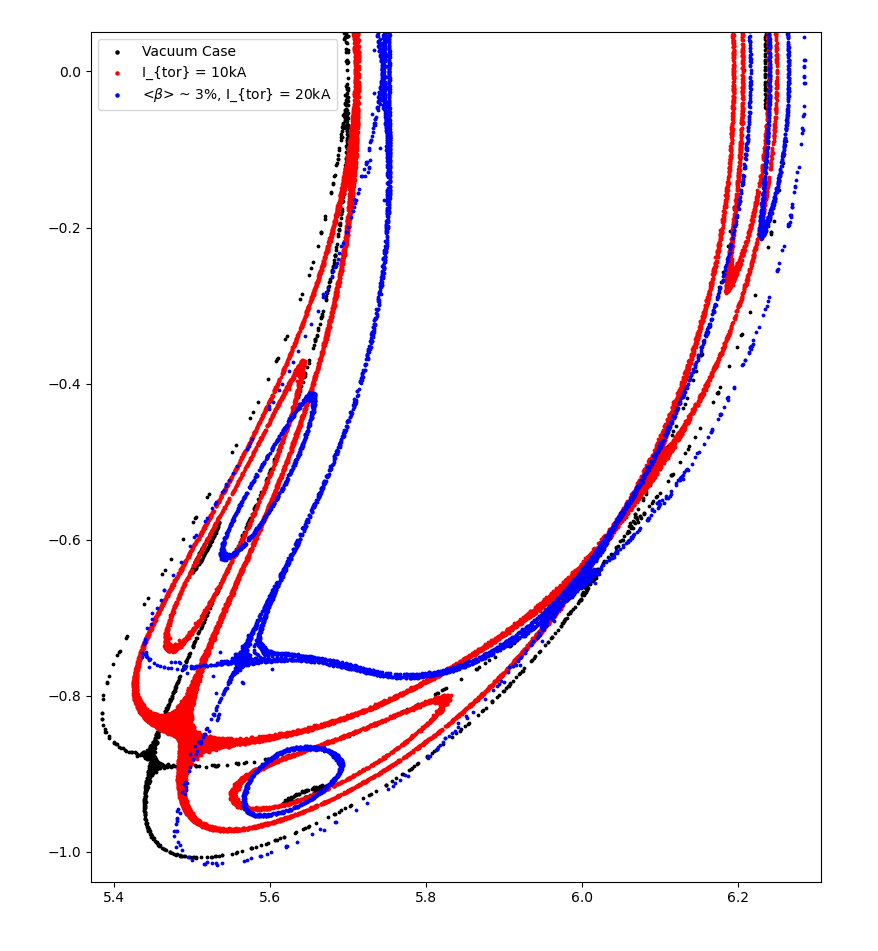 Vacuum Case
I_{tor} = 10kA
<β> ~ 3%, I_{tor} = 20kA
0.0
−0.2
−0.4
−0.6
−0.8
−1.0
5.4 5.6 5.8 6.0 6.2